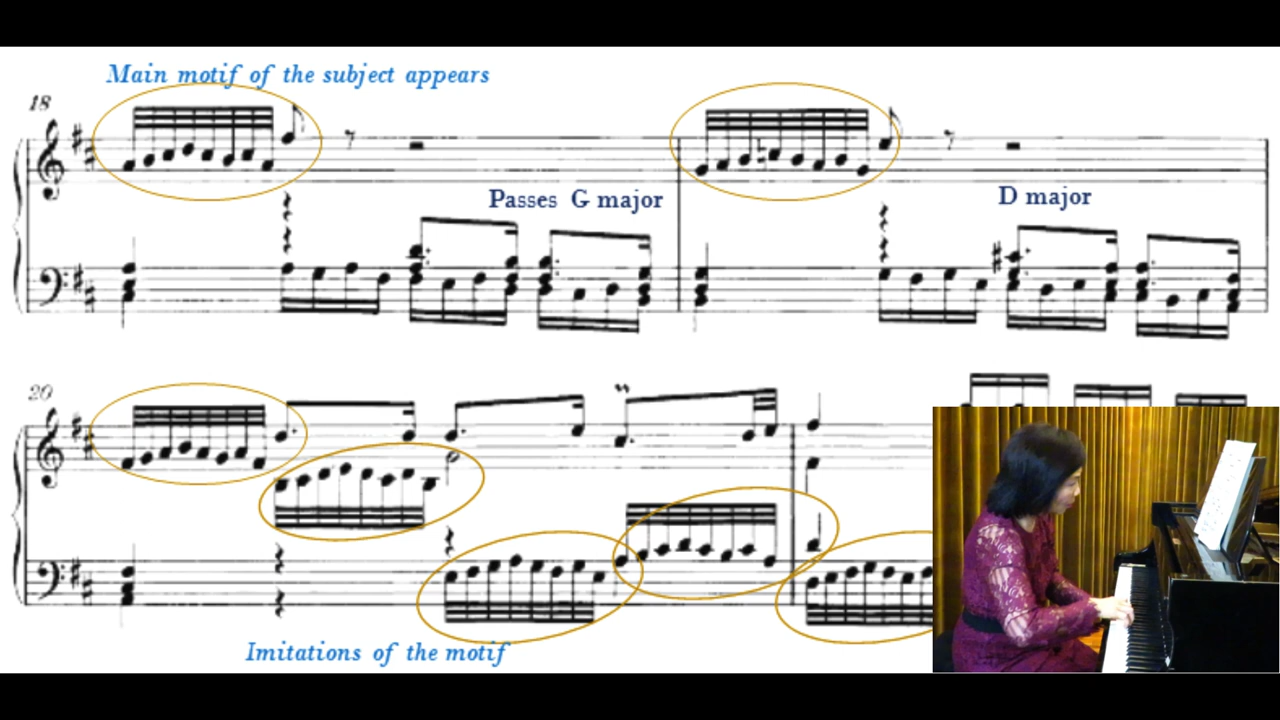 Main motif of the subject appears
18
Passes G major
D major
20
Imitations of the motif